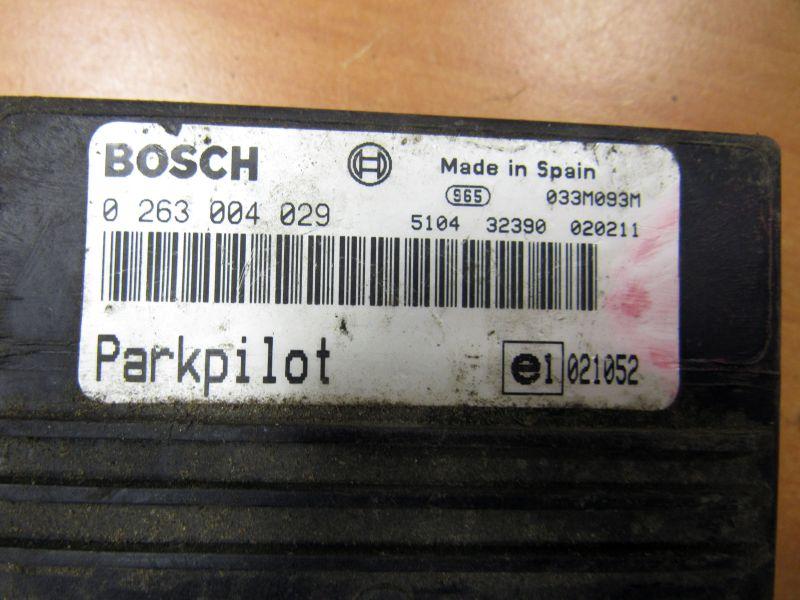 BOSCH Made in Spain
965 033M093M
0 263 004 029 5104 32390 020211
Parkpilot e1 021052